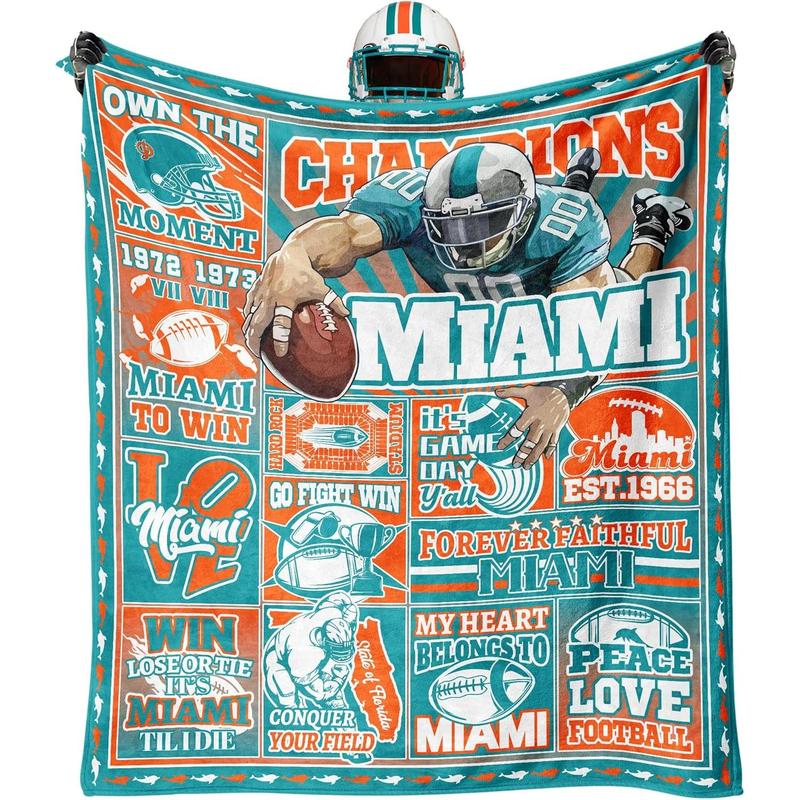 OWN THE
MOMENT
CHAMPIONS
00
00
00
MIAMI
1972 1973
VII VIII
MIAMI
TO WIN
HARD ROCK
STADIUM
it's
GAME
DAY
Y'all
Miami
EST.1966
LOVE
Miami
GO FIGHT WIN
FOREVER FAITHFUL
MIAMI
WIN
LOSE OR TIE
IT'S
MIAMI
TIL I DIE
State of Florida
CONQUER
YOUR FIELD
MY HEART
BELONGS TO
MIAMI
PEACE
LOVE
FOOTBALL